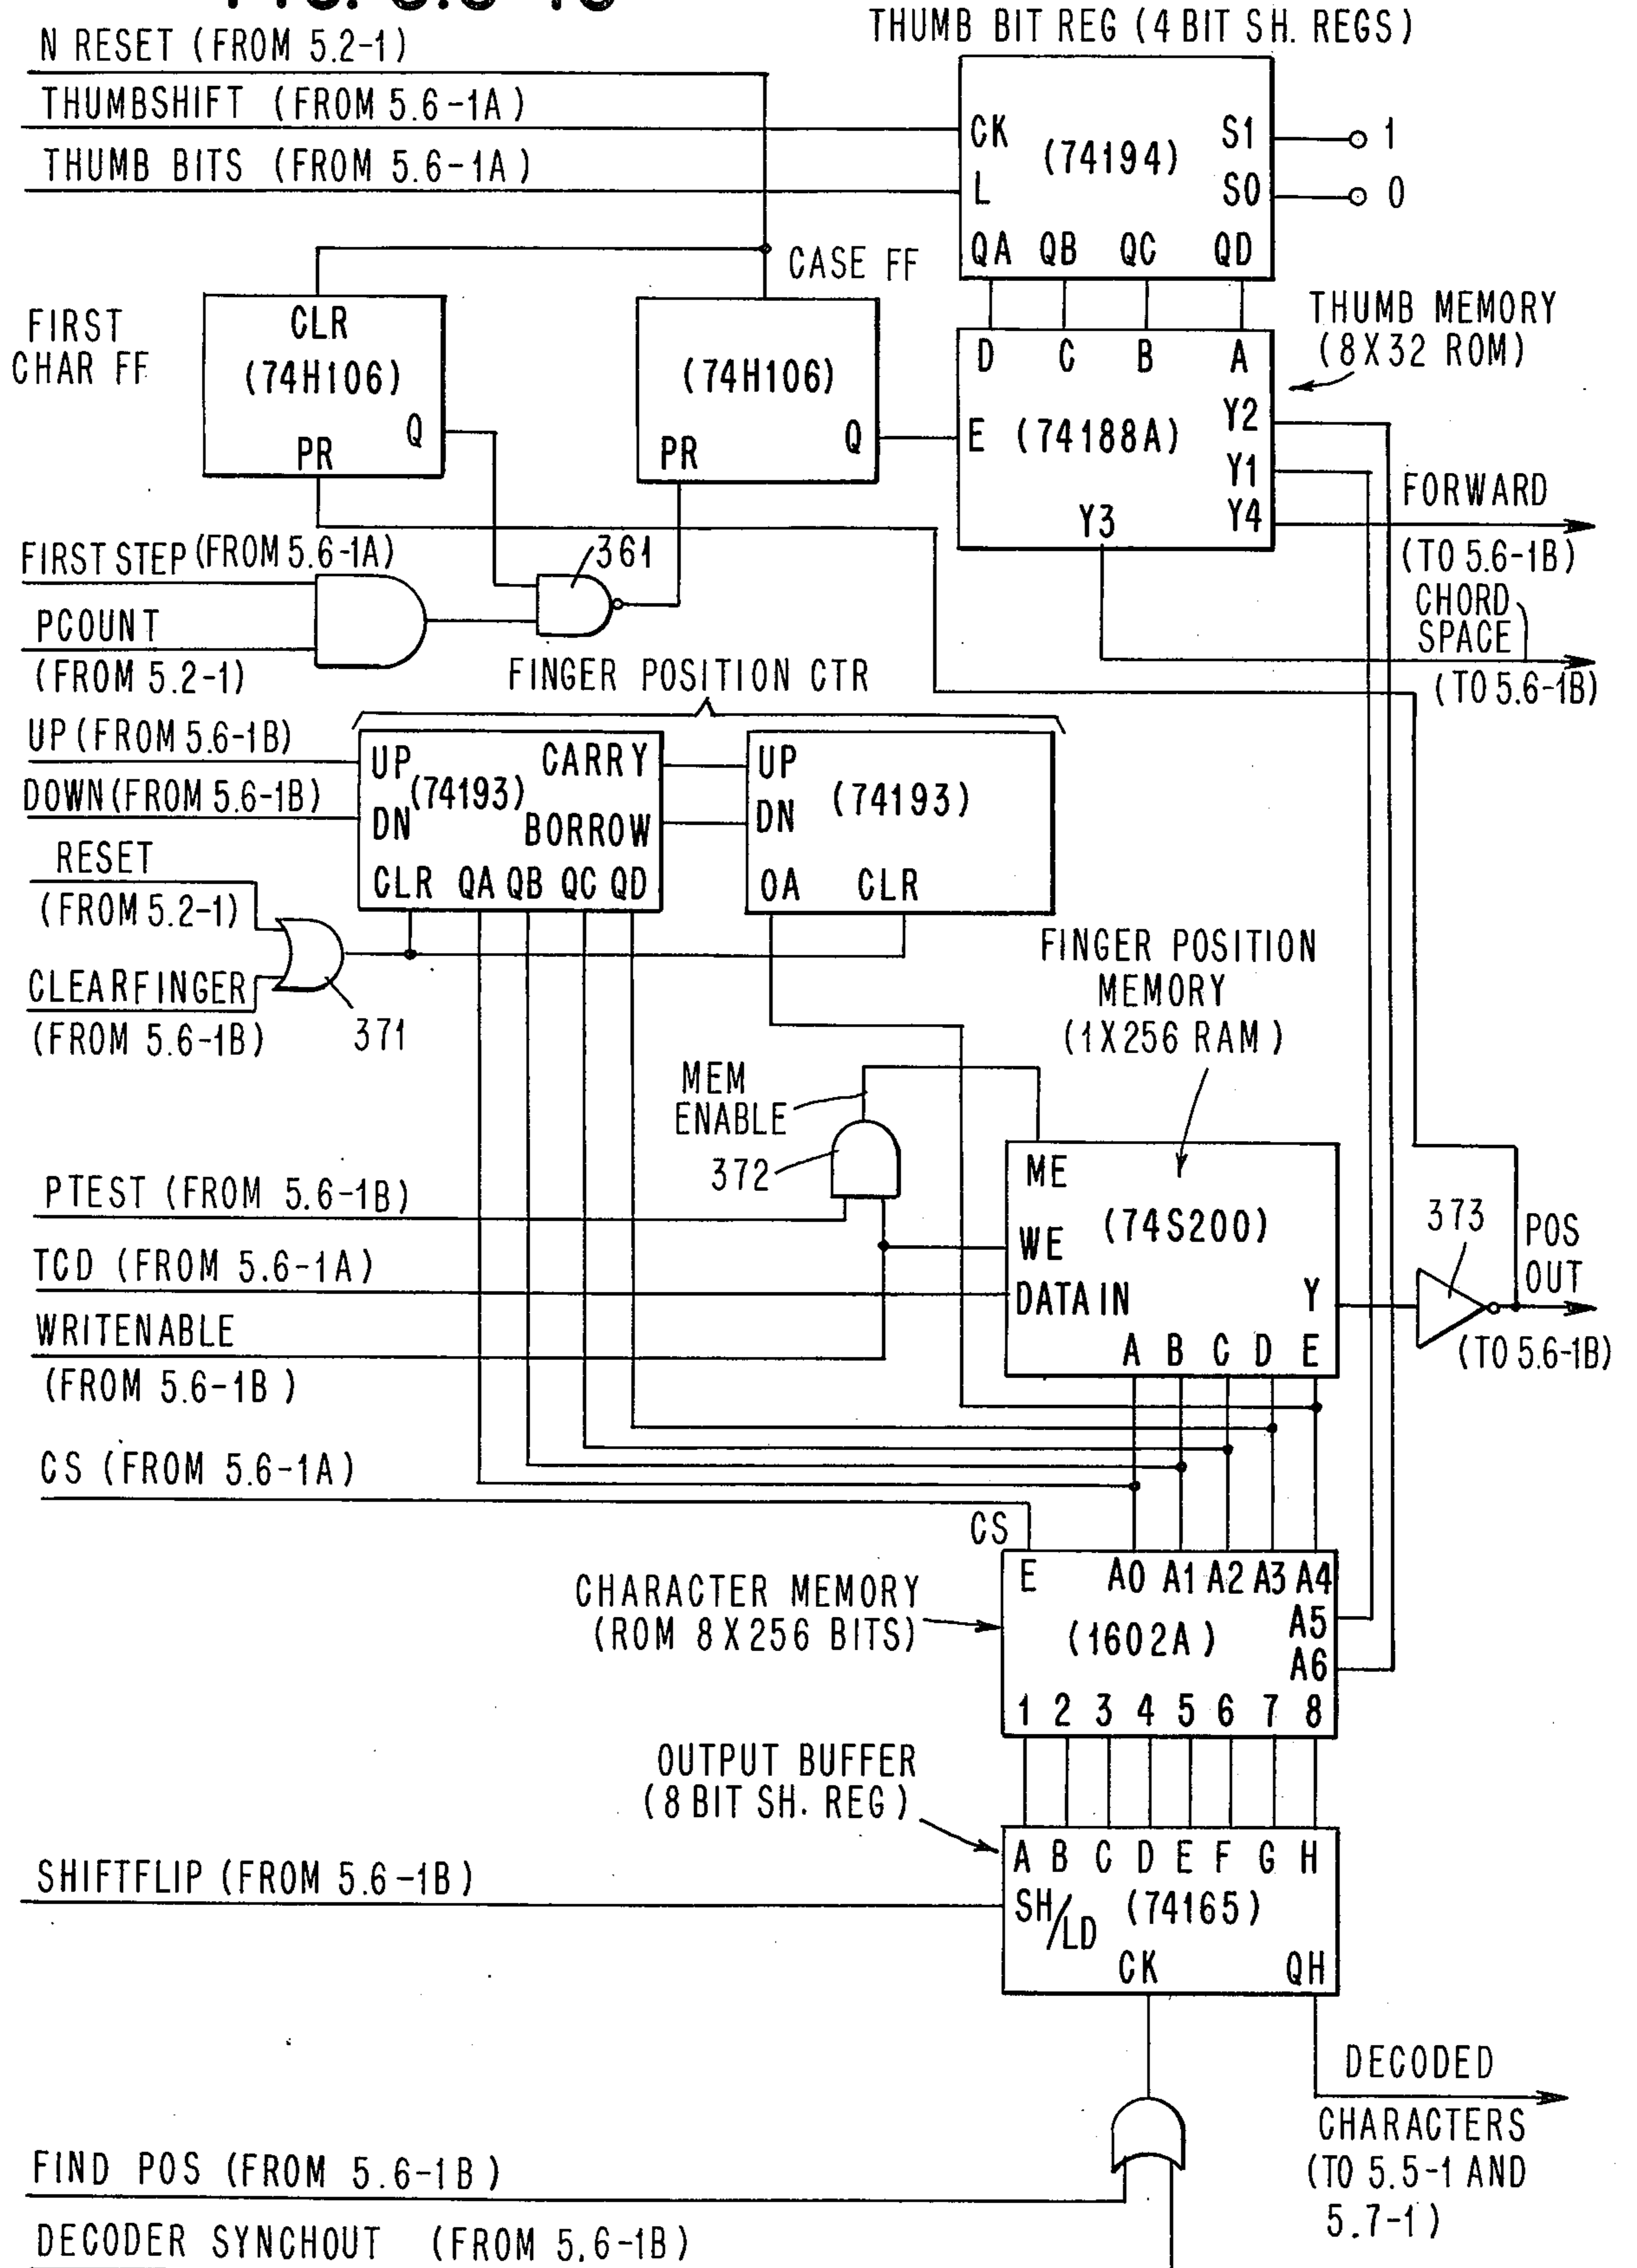 THUMB BIT REG (4 BIT SH. REGS)
N RESET (FROM 5.2-1)
THUMBSHIFT (FROM 5.6-1A)
THUMB BITS (FROM 5.6-1A)
CK
(74194)
S1
1
L
S0
0
QA QB QC QD
CASE FF
FIRST
CHAR FF
CLR
(74H106)
Q
PR
(74H106)
PR
Q
THUMB MEMORY
(8X32 ROM)
D C B A
Y2
E (74188A)
Y1
Y3
Y4
FORWARD
(TO 5.6-1B)
CHORD
SPACE
(TO 5.6-1B)
FIRST STEP (FROM 5.6-1A)
361
PCOUNT
(FROM 5.2-1)
FINGER POSITION CTR
UP (FROM 5.6-1B)
DOWN (FROM 5.6-1B)
UP
(74193)
CARRY
DN
BORROW
CLR QA QB QC QD
UP
(74193)
DN
OA CLR
RESET
(FROM 5.2-1)
CLEARFINGER
(FROM 5.6-1B)
371
FINGER POSITION
MEMORY
(1X256 RAM)
MEM
ENABLE
372
PTEST (FROM 5.6-1B)
TCD (FROM 5.6-1A)
WRITENABLE
(FROM 5.6-1B)
ME
(74S200)
WE
DATA IN
Y
A B C D E
373
POS
OUT
(TO 5.6-1B)
CS (FROM 5.6-1A)
CS
CHARACTER MEMORY
(ROM 8X256 BITS)
E A0 A1 A2 A3 A4
(1602A)
A5
A6
1 2 3 4 5 6 7 8
OUTPUT BUFFER
(8 BIT SH. REG)
A B C D E F G H
SHIFTFLIP (FROM 5.6-1B)
SH/LD
(74165)
CK
QH
DECODED
CHARACTERS
(TO 5.5-1 AND
5.7-1)
FIND POS (FROM 5.6-1B)
DECODER SYNCHOUT (FROM 5.6-1B)